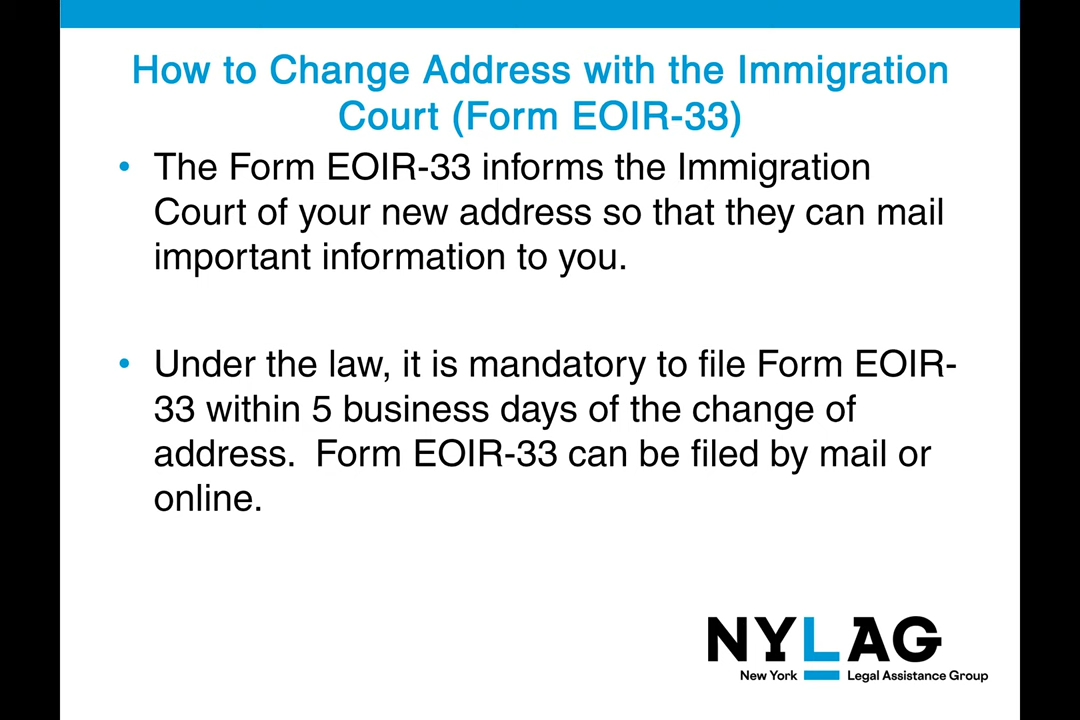 How to Change Address with the Immigration
Court (Form EOIR-33)
• The Form EOIR-33 informs the Immigration
Court of your new address so that they can mail
important information to you.
• Under the law, it is mandatory to file Form EOIR-
33 within 5 business days of the change of
address.  Form EOIR-33 can be filed by mail or
online.
NYLAG
New York Legal Assistance Group